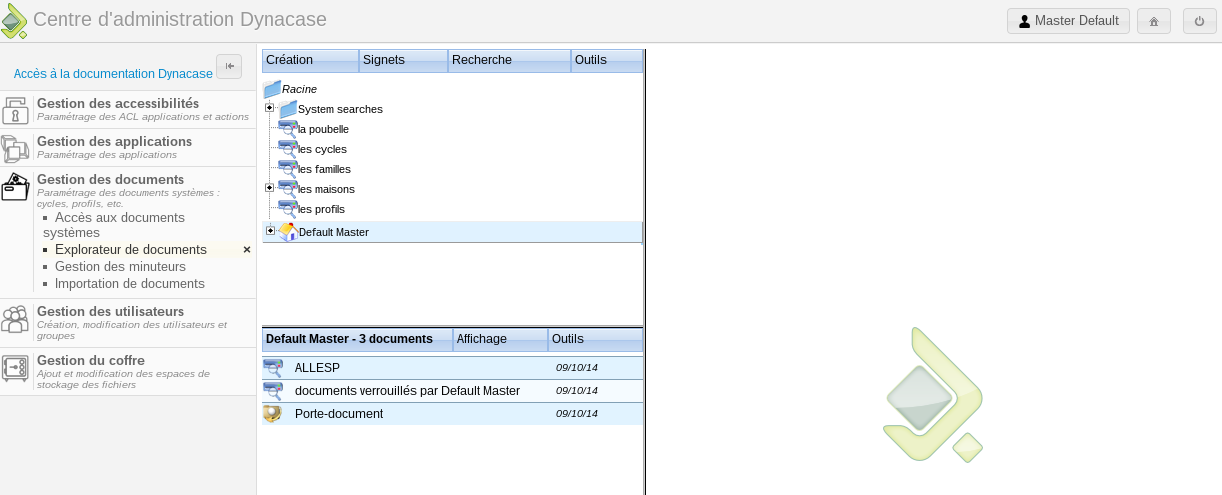 Centre d'administration Dynacase
Master Default
Accès à la documentation Dynacase
Gestion des accessibilités
Paramétrage des ACL applications et actions
Gestion des applications
Paramétrage des applications
Gestion des documents
Paramétrage des documents systèmes :
cycles, profils, etc.
Accès aux documents
systèmes
Explorateur de documents
Gestion des minuteurs
Importation de documents
Gestion des utilisateurs
Création, modification des utilisateurs et
groupes
Gestion du coffre
Ajout et modification des espaces de
stockage des fichiers
Création Signets Recherche Outils
Racine
System searches
la poubelle
les cycles
les familles
les maisons
les profils
Default Master
Default Master - 3 documents Affichage Outils
ALLESP 09/10/14
documents verrouillés par Default Master 09/10/14
Porte-document 09/10/14